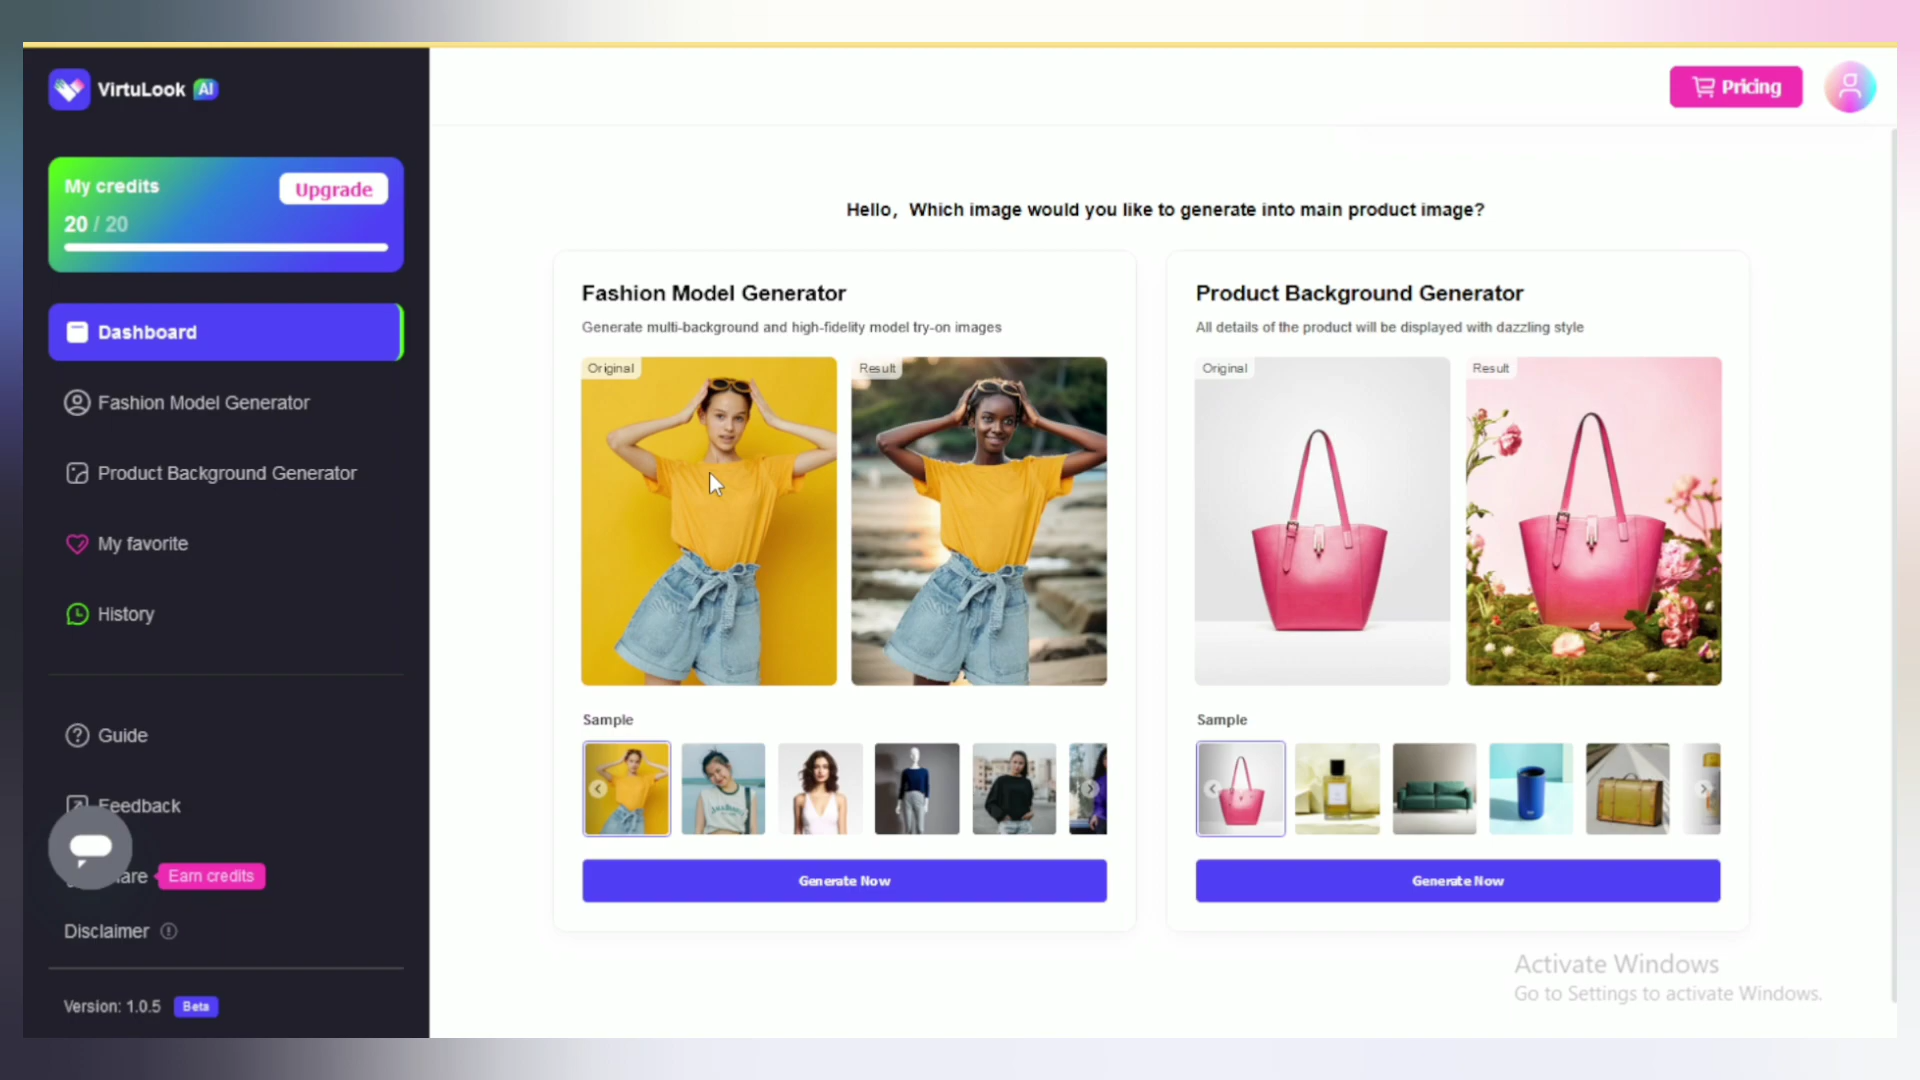 VirtuLook AI
Pricing
My credits
Upgrade
20 / 20
Dashboard
Fashion Model Generator
Product Background Generator
My favorite
History
Guide
Feedback
Earn credits
Disclaimer
Version: 1.0.5 Beta
Hello, Which image would you like to generate into main product image?
Fashion Model Generator
Generate multi-background and high-fidelity model try-on images
Original
Result
Sample
Generate Now
Product Background Generator
All details of the product will be displayed with dazzling style
Original
Result
Sample
Generate Now
Activate Windows
Go to Settings to activate Windows.